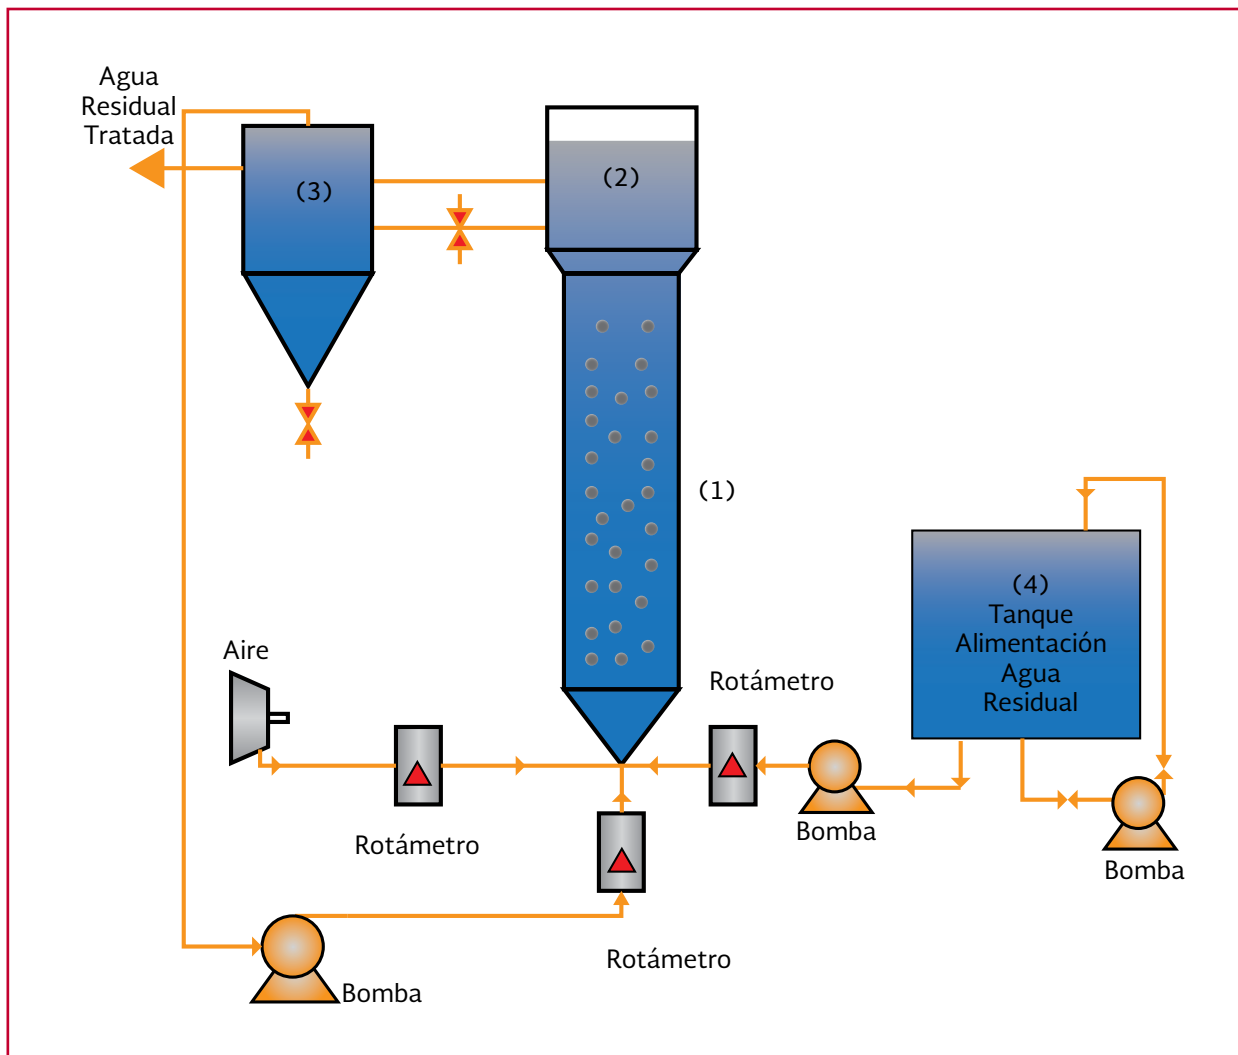 Agua
Residual
Tratada
(3)
(2)
(1)
(4)
Tanque
Alimentación
Agua
Residual
Aire
Rotámetro
Rotámetro
Bomba
Bomba
Rotámetro
Bomba